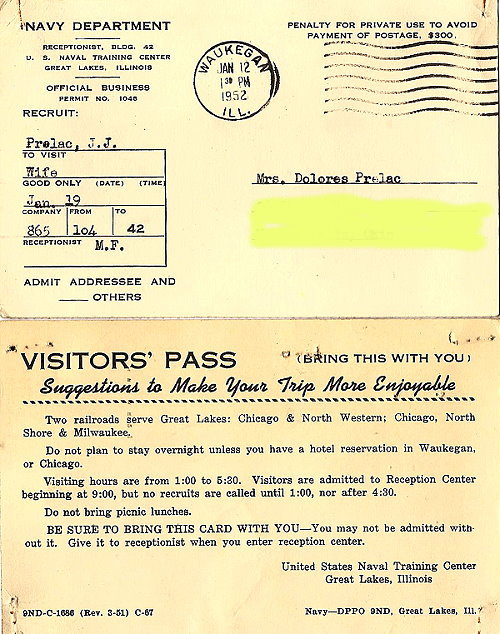 NAVY DEPARTMENT
RECEPTIONIST, BLDG. 42
U. S. NAVAL TRAINING CENTER
GREAT LAKES, ILLINOIS
OFFICIAL BUSINESS
PERMIT NO. 1048
RECRUIT:
WAUKEGAN
JAN 12
1 30 PM
1952
ILL.
PENALTY FOR PRIVATE USE TO AVOID
PAYMENT OF POSTAGE, $300.
Prelac, J.J.
TO VISIT
Wife
GOOD ONLY (DATE) (TIME)
Jan. 19
COMPANY FROM TO
865 104 42
RECEPTIONIST M.F.
ADMIT ADDRESSEE AND
____ OTHERS
Mrs. Dolores Prelac
VISITORS' PASS (BRING THIS WITH YOU)
Suggestions to Make Your Trip More Enjoyable
Two railroads serve Great Lakes: Chicago & North Western; Chicago, North
Shore & Milwaukee.
Do not plan to stay overnight unless you have a hotel reservation in Waukegan,
or Chicago.
Visiting hours are from 1:00 to 5:30. Visitors are admitted to Reception Center
beginning at 9:00, but no recruits are called until 1:00, nor after 4:30.
Do not bring picnic lunches.
BE SURE TO BRING THIS CARD WITH YOU—You may not be admitted with-
out it. Give it to receptionist when you enter reception center.
United States Naval Training Center
Great Lakes, Illinois
9ND-C-1686 (Rev. 3-51) C-67 Navy—DPPO 9ND, Great Lakes, Ill.